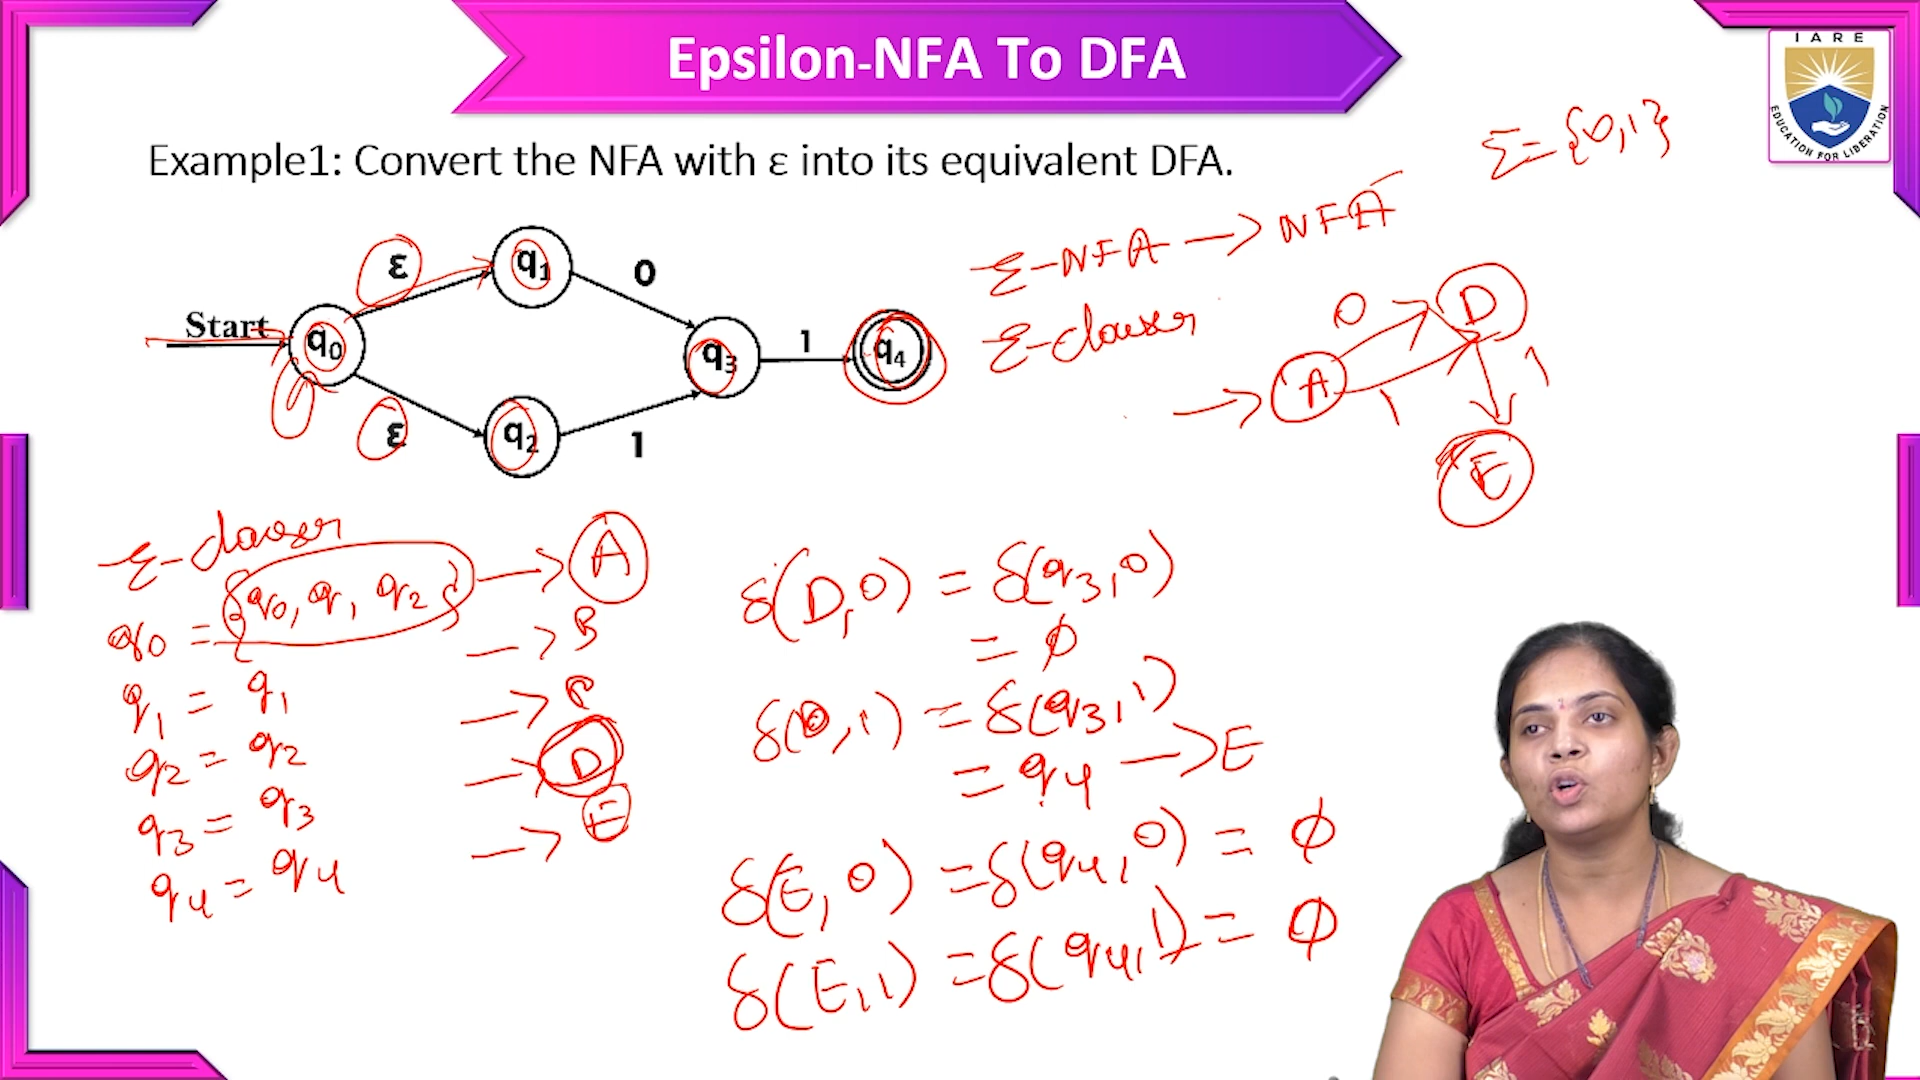 Epsilon-NFA To DFA
IARE
EDUCATION FOR LIBERATION
Example1: Convert the NFA with ε into its equivalent DFA.
Σ = {0,1}
ε-NFA → NFA
ε-clouser
Start
q0
ε
q1
0
ε
q2
1
q3
1
q4
→ A
0
1
D
1
E
ε-clouser
q0 = {q0, q1, q2} → A
q1 = q1 → B
q2 = q2 → C
q3 = q3 → D
q4 = q4 → E
δ(D,0) = δ(q3,0)
= ϕ
δ(D,1) = δ(q3,1)
= q4 → E
δ(E,0) = δ(q4,0) = ϕ
δ(E,1) = δ(q4,1) = ϕ